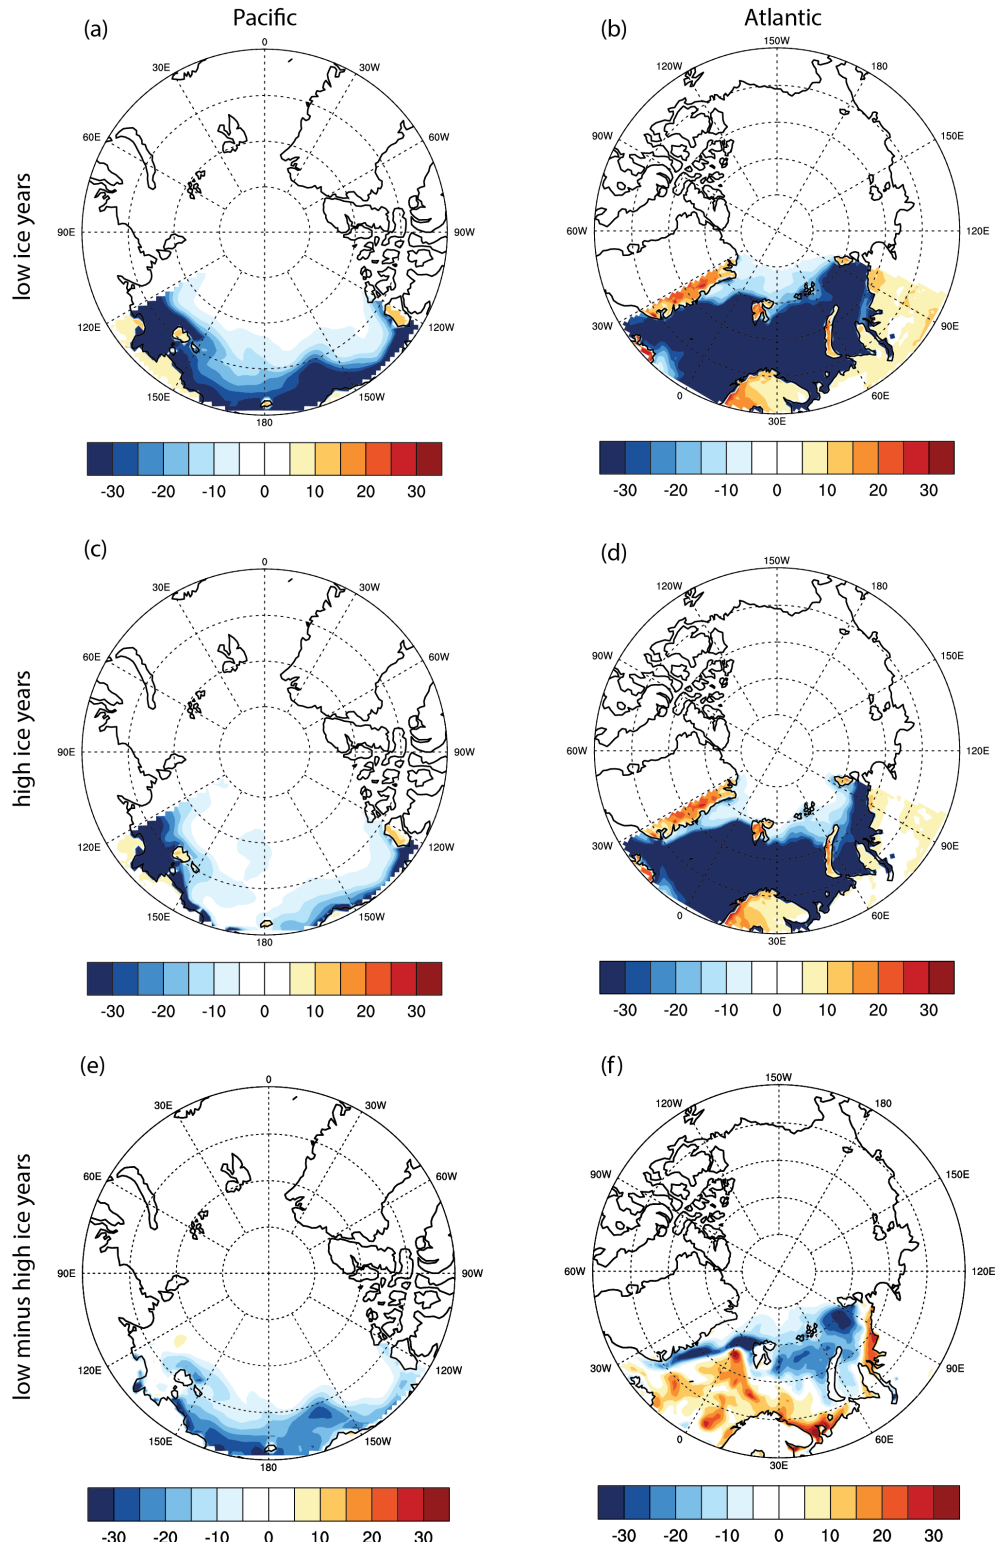 Pacific
Atlantic
(a)
(b)
low ice years
0
30E
30W
60E
60W
90E
90W
120E
120W
150E
150W
180
150W
120W
180
90W
150E
60W
120E
30W
90E
0
60E
30E
-30 -20 -10 0 10 20 30
-30 -20 -10 0 10 20 30
(c)
(d)
high ice years
0
30E
30W
60E
60W
90E
90W
120E
120W
150E
150W
180
150W
120W
180
90W
150E
60W
120E
30W
90E
0
60E
30E
-30 -20 -10 0 10 20 30
-30 -20 -10 0 10 20 30
(e)
(f)
low minus high ice years
0
30E
30W
60E
60W
90E
90W
120E
120W
150E
150W
180
150W
120W
180
90W
150E
60W
120E
30W
90E
0
60E
30E
-30 -20 -10 0 10 20 30
-30 -20 -10 0 10 20 30